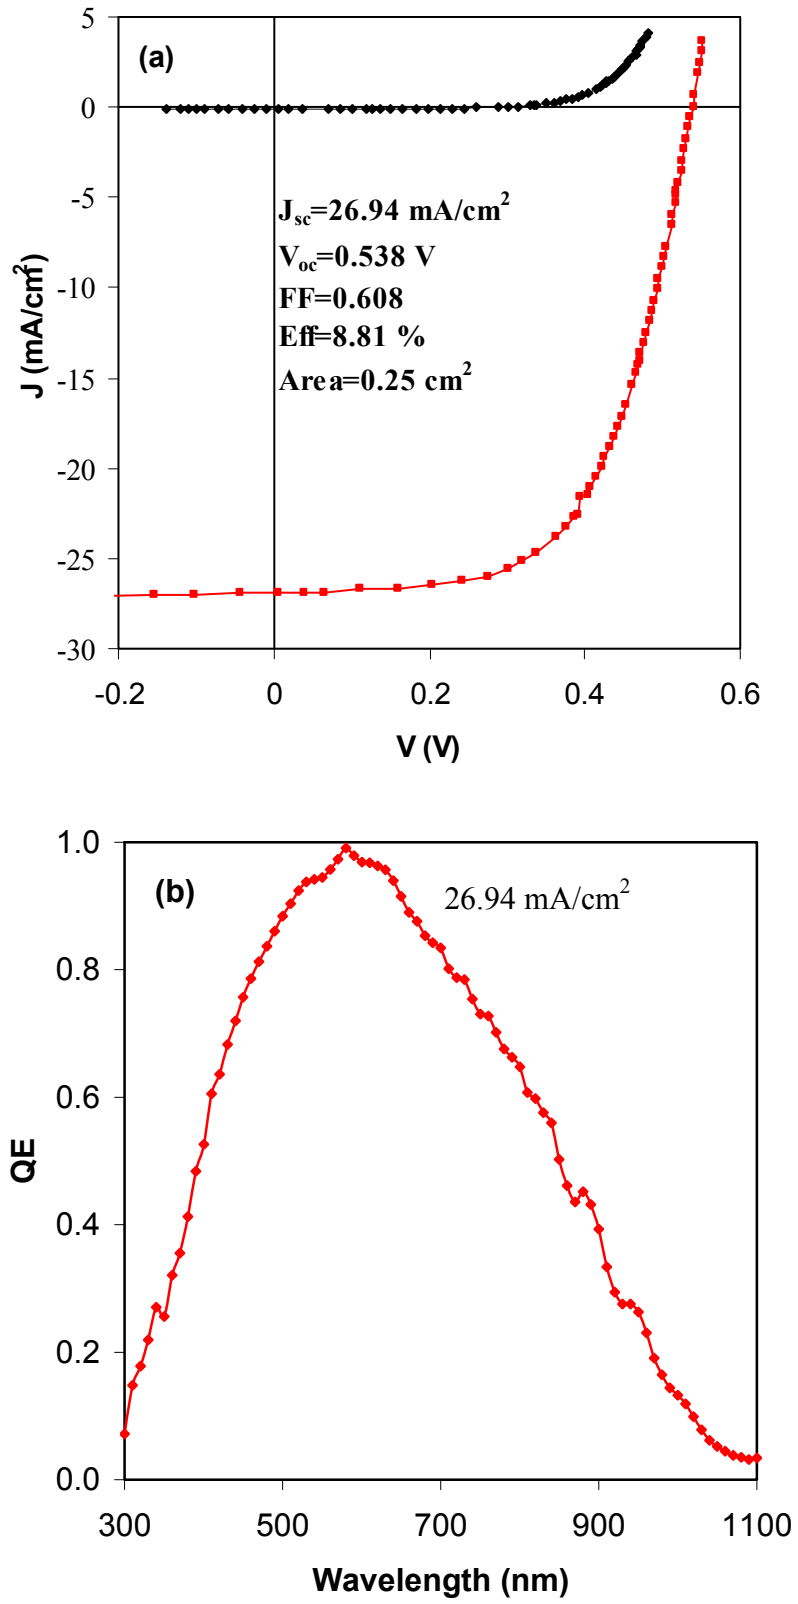 (a)
5
0
-5
-10
-15
-20
-25
-30
J (mA/cm²)
J_sc=26.94 mA/cm²
V_oc=0.538 V
FF=0.608
Eff=8.81 %
Area=0.25 cm²
-0.2 0 0.2 0.4 0.6
V (V)
(b)
26.94 mA/cm²
1.0
0.8
0.6
0.4
0.2
0.0
QE
300 500 700 900 1100
Wavelength (nm)